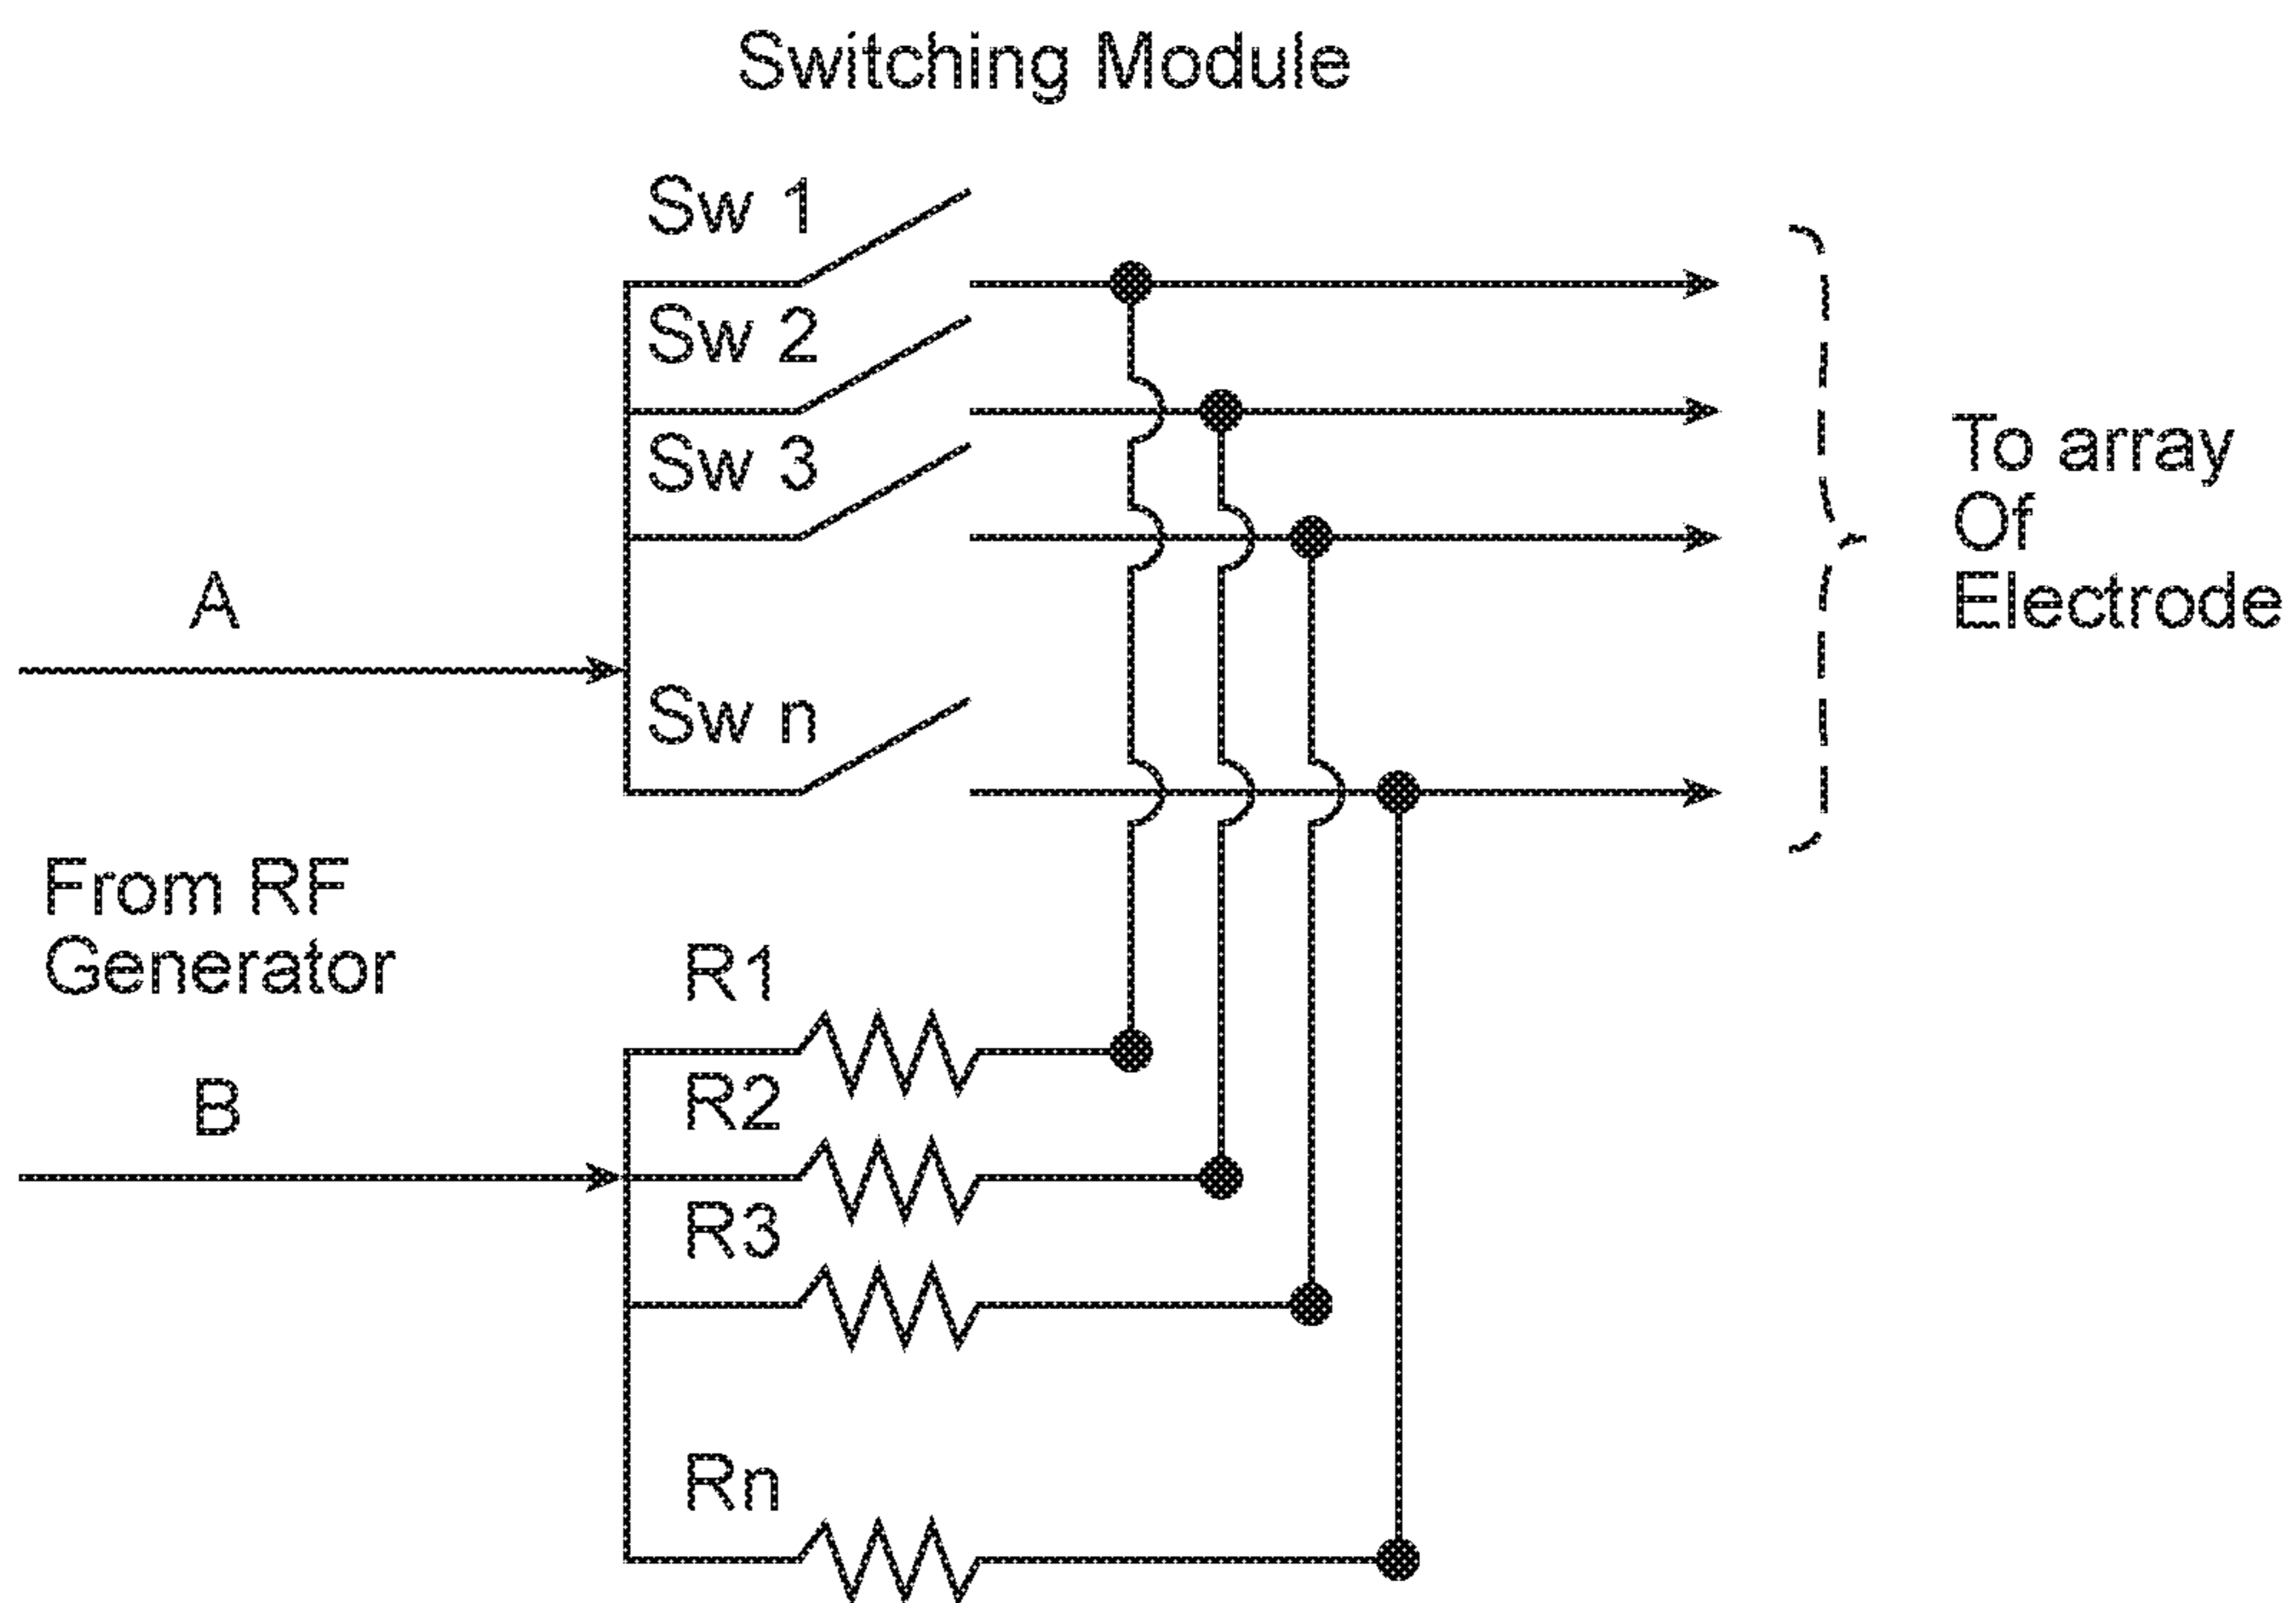 Switching Module
Sw 1
Sw 2
Sw 3
To array
Of
Electrode
A
Sw n
From RF
Generator
R1
B
R2
R3
Rn